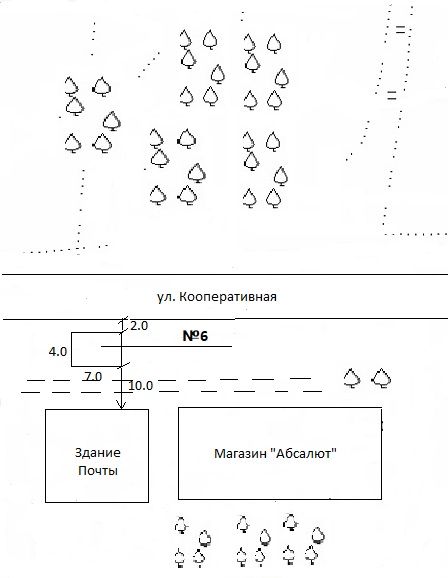 ул. Кооперативная
2.0
№6
4.0
7.0
10.0
Здание
Почты
Магазин "Абсалют"